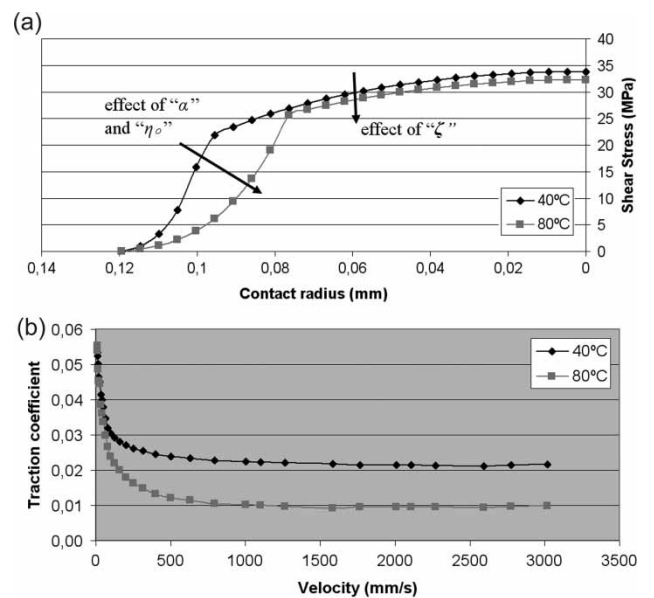 (a)
40
35
30
25
20
15
10
5
0
Shear Stress (MPa)
effect of "α"
and "ηₒ"
effect of "ζ"
40ºC
80ºC
0,14 0,12 0,1 0,08 0,06 0,04 0,02 0
Contact radius (mm)
(b)
0,06
0,05
0,04
0,03
0,02
0,01
0,00
Traction coefficient
40ºC
80ºC
0 500 1000 1500 2000 2500 3000 3500
Velocity (mm/s)